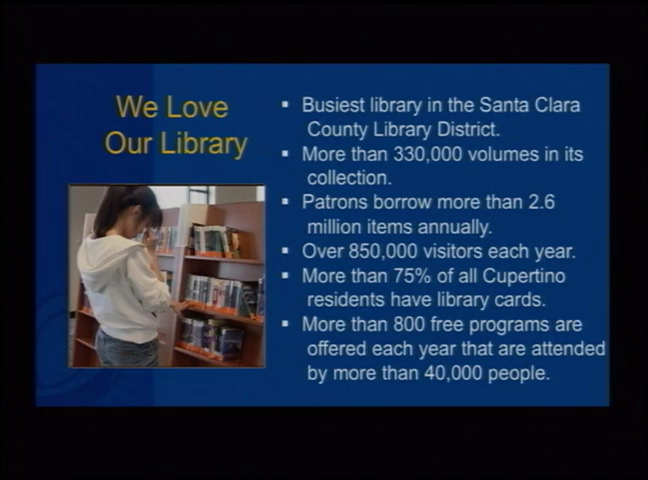 We Love
Our Library
▪ Busiest library in the Santa Clara
County Library District.
▪ More than 330,000 volumes in its
collection.
▪ Patrons borrow more than 2.6
million items annually.
▪ Over 850,000 visitors each year.
▪ More than 75% of all Cupertino
residents have library cards.
▪ More than 800 free programs are
offered each year that are attended
by more than 40,000 people.